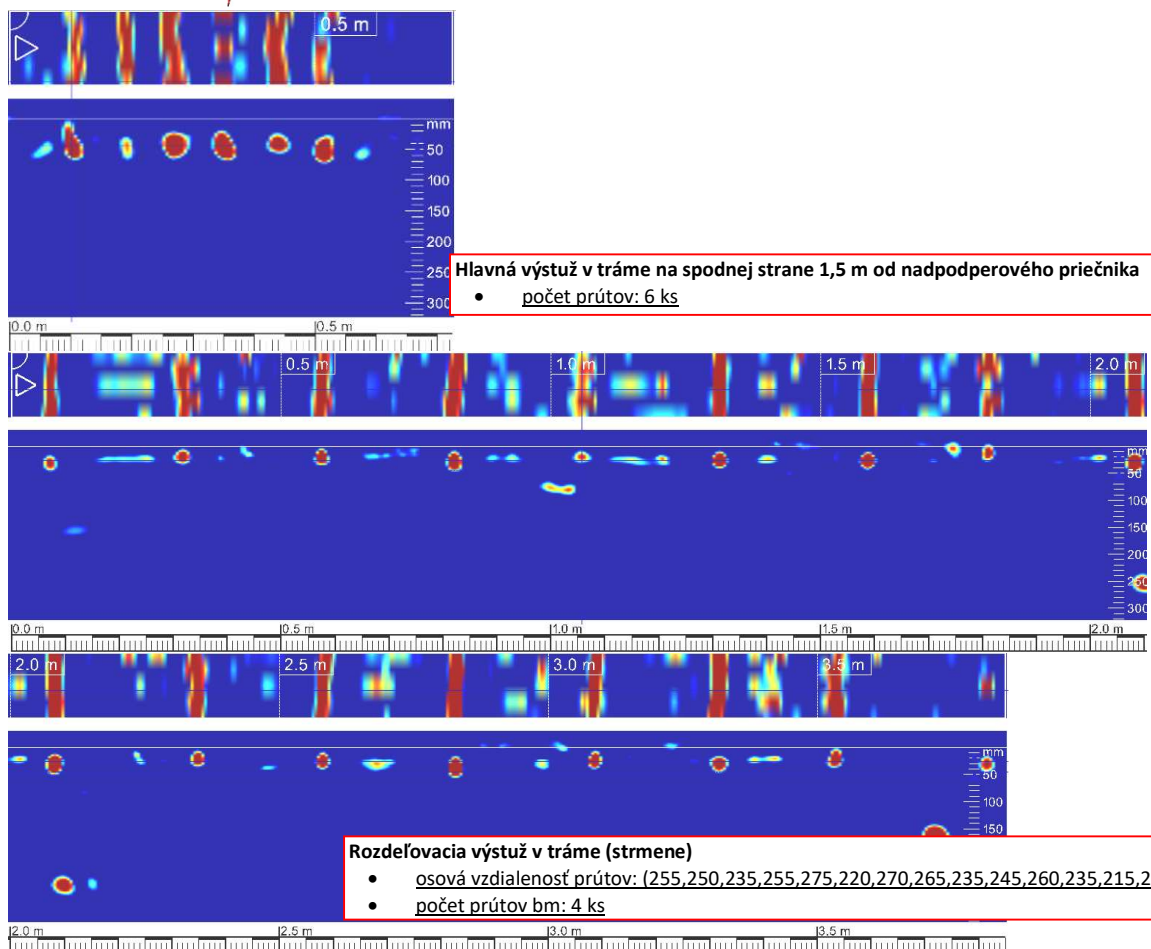 0.5 m
mm
50
100
150
200
250
300
Hlavná výstuž v tráme na spodnej strane 1,5 m od nadpodperového priečnika
• počet prútov: 6 ks
0.0 m 0.5 m
0.5 m 1.0 m 1.5 m 2.0 m
mm
50
100
150
200
250
300
0.0 m 0.5 m 1.0 m 1.5 m 2.0 m
2.0 m 2.5 m 3.0 m 3.5 m
mm
50
100
150
Rozdeľovacia výstuž v tráme (strmene)
• osová vzdialenosť prútov: (255,250,235,255,275,220,270,265,235,245,260,235,215,2
• počet prútov bm: 4 ks
2.0 m 2.5 m 3.0 m 3.5 m